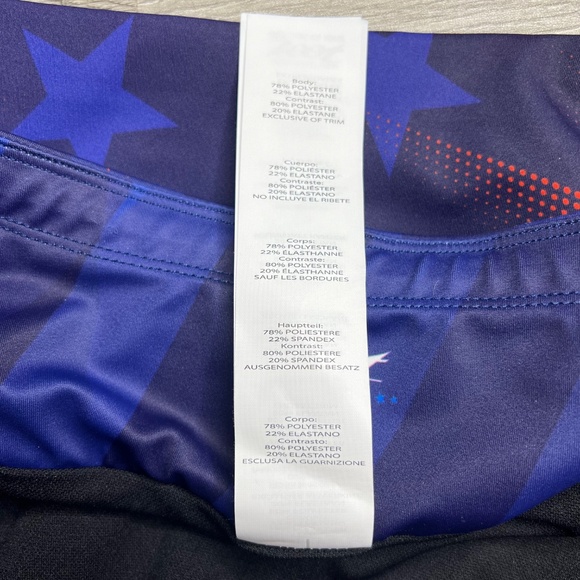 Body:
78% POLYESTER
22% ELASTANE
Contrast:
80% POLYESTER
20% ELASTANE
EXCLUSIVE OF TRIM
Cuerpo:
78% POLIÉSTER
22% ELASTANO
Contraste:
80% POLIÉSTER
20% ELASTANO
NO INCLUYE EL RIBETE
Corps:
78% POLYESTER
22% ÉLASTHANNE
Contraste:
80% POLYESTER
20% ÉLASTHANNE
SAUF LES BORDURES
Hauptteil:
78% POLIESTERE
22% SPANDEX
Kontrast:
80% POLIESTERE
20% SPANDEX
AUSGENOMMEN BESATZ
Corpo:
78% POLYESTER
22% ELASTANO
Contrasto:
80% POLYESTER
20% ELASTANO
ESCLUSA LA GUARNIZIONE